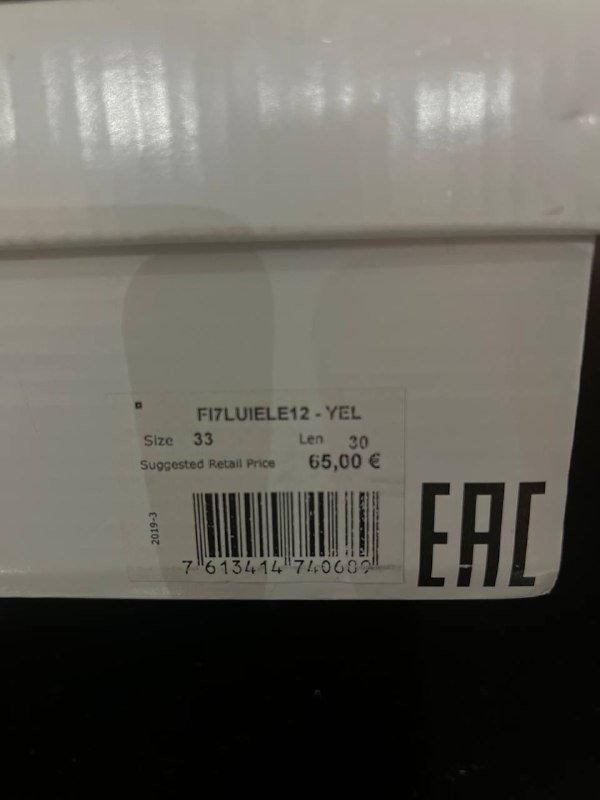 FI7LUIELE12 - YEL
Size 33 Len 30
Suggested Retail Price 65,00 €
2019-3
7 613414 740689
EAC